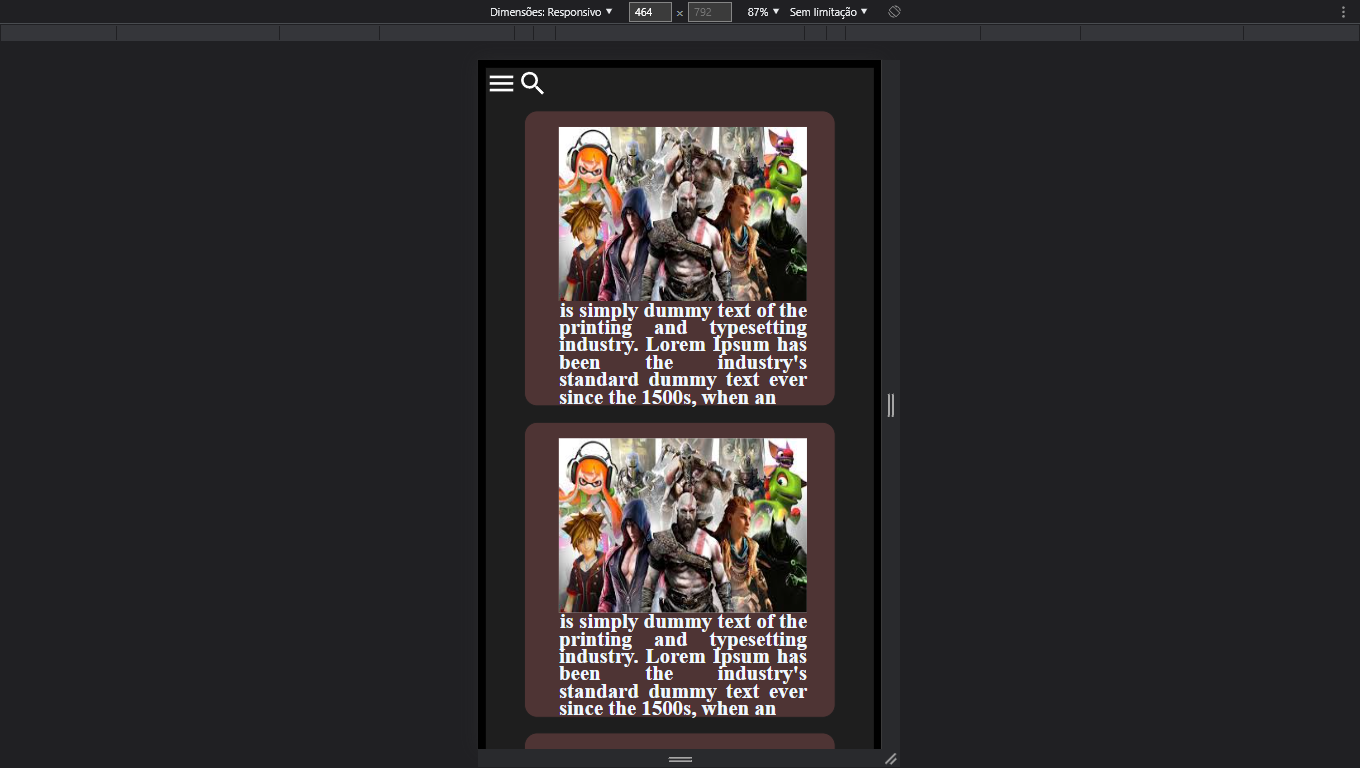 Dimensões: Responsivo ▼ 464 × 792 87% ▼ Sem limitação ▼
is simply dummy text of the
printing and typesetting
industry. Lorem Ipsum has
been the industry's
standard dummy text ever
since the 1500s, when an
is simply dummy text of the
printing and typesetting
industry. Lorem Ipsum has
been the industry's
standard dummy text ever
since the 1500s, when an